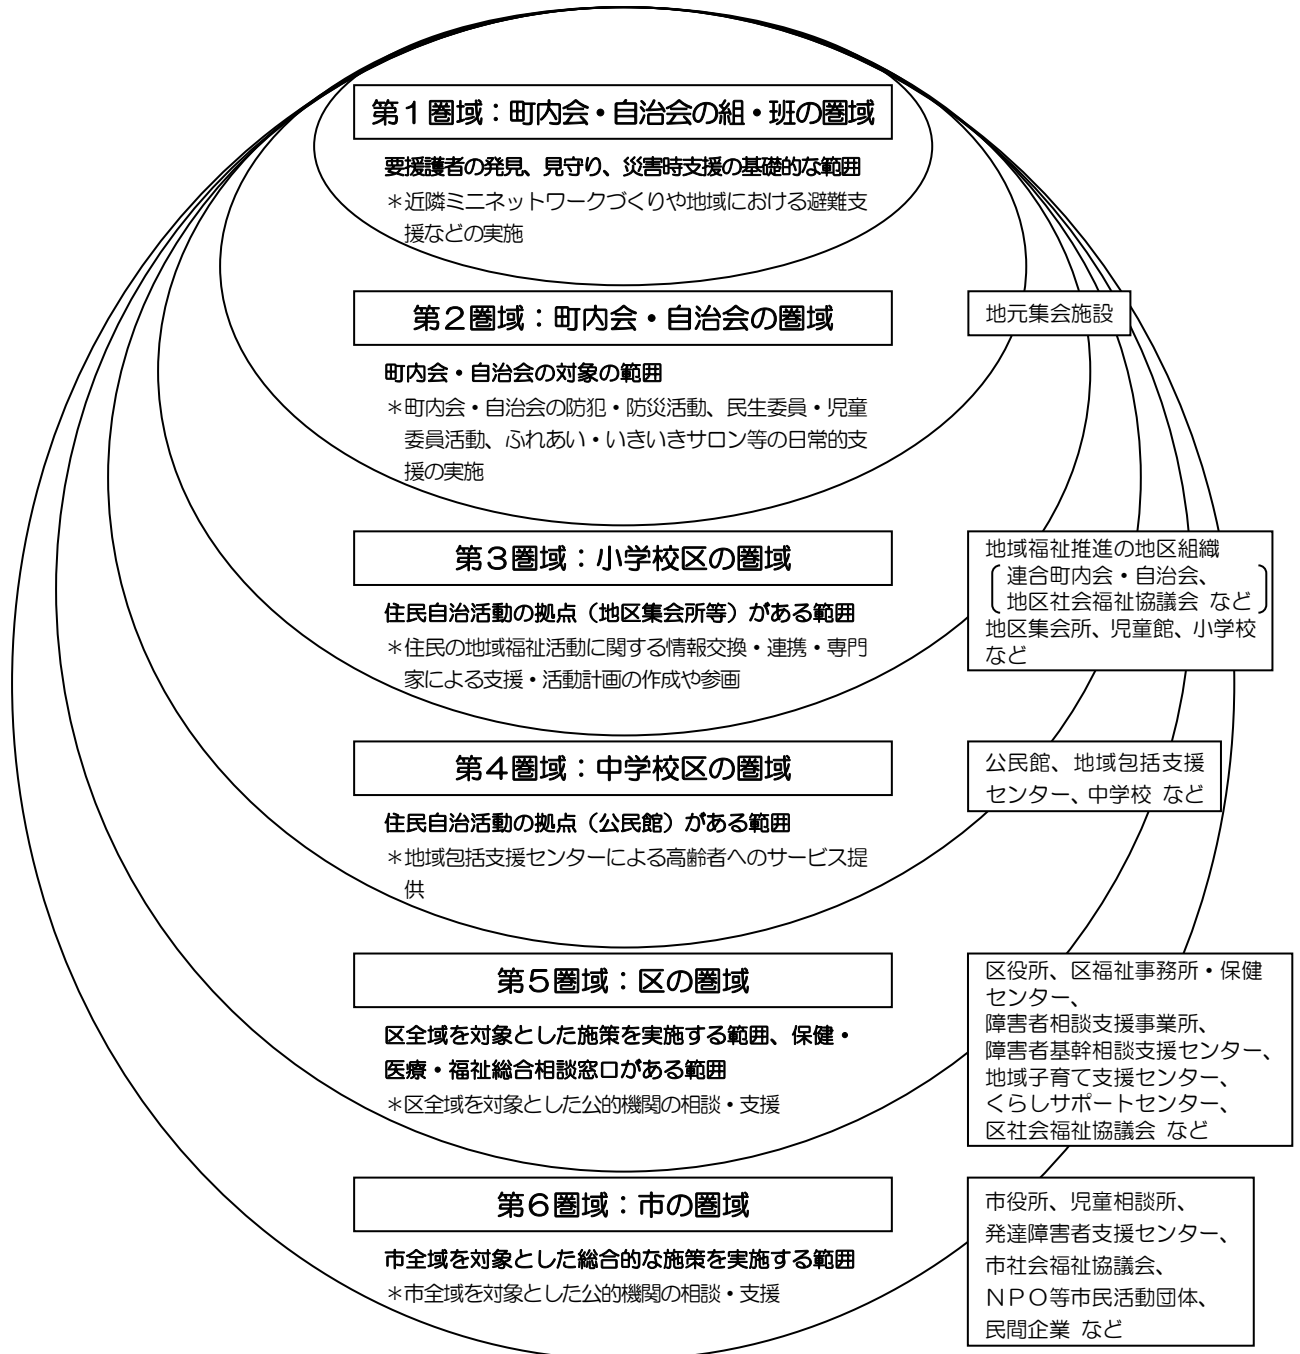 第１圏域：町内会・自治会の組・班の圏域
要援護者の発見、見守り、災害時支援の基礎的な範囲
＊近隣ミニネットワークづくりや地域における避難支
援などの実施
第２圏域：町内会・自治会の圏域
地元集会施設
町内会・自治会の対象の範囲
＊町内会・自治会の防犯・防災活動、民生委員・児童
委員活動、ふれあい・いきいきサロン等の日常的支
援の実施
第３圏域：小学校区の圏域
住民自治活動の拠点（地区集会所等）がある範囲
＊住民の地域福祉活動に関する情報交換・連携・専門
家による支援・活動計画の作成や参画
地域福祉推進の地区組織
連合町内会・自治会、
地区社会福祉協議会 など
地区集会所、児童館、小学校
など
第４圏域：中学校区の圏域
住民自治活動の拠点（公民館）がある範囲
＊地域包括支援センターによる高齢者へのサービス提
供
公民館、地域包括支援
センター、中学校 など
第５圏域：区の圏域
区全域を対象とした施策を実施する範囲、保健・
医療・福祉総合相談窓口がある範囲
＊区全域を対象とした公的機関の相談・支援
区役所、区福祉事務所・保健
センター、
障害者相談支援事業所、
障害者基幹相談支援センター、
地域子育て支援センター、
くらしサポートセンター、
区社会福祉協議会 など
第６圏域：市の圏域
市全域を対象とした総合的な施策を実施する範囲
＊市全域を対象とした公的機関の相談・支援
市役所、児童相談所、
発達障害者支援センター、
市社会福祉協議会、
ＮＰＯ等市民活動団体、
民間企業 など